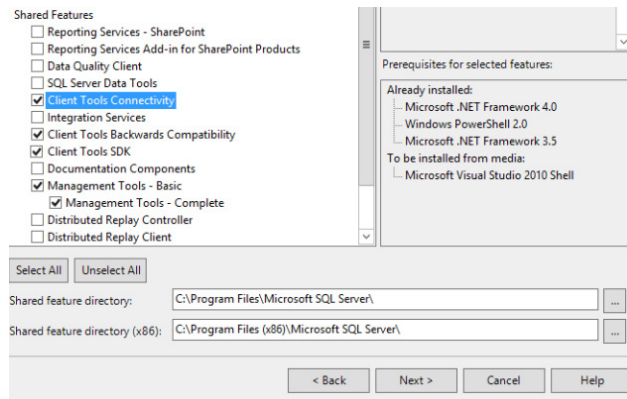 Shared Features
Reporting Services - SharePoint
Reporting Services Add-in for SharePoint Products
Data Quality Client
SQL Server Data Tools
Client Tools Connectivity
Integration Services
Client Tools Backwards Compatibility
Client Tools SDK
Documentation Components
Management Tools - Basic
Management Tools - Complete
Distributed Replay Controller
Distributed Replay Client
Prerequisites for selected features:
Already installed:
Microsoft .NET Framework 4.0
Windows PowerShell 2.0
Microsoft .NET Framework 3.5
To be installed from media:
Microsoft Visual Studio 2010 Shell
Select All
Unselect All
Shared feature directory: C:\Program Files\Microsoft SQL Server\ ...
Shared feature directory (x86): C:\Program Files (x86)\Microsoft SQL Server\ ...
< Back
Next >
Cancel
Help